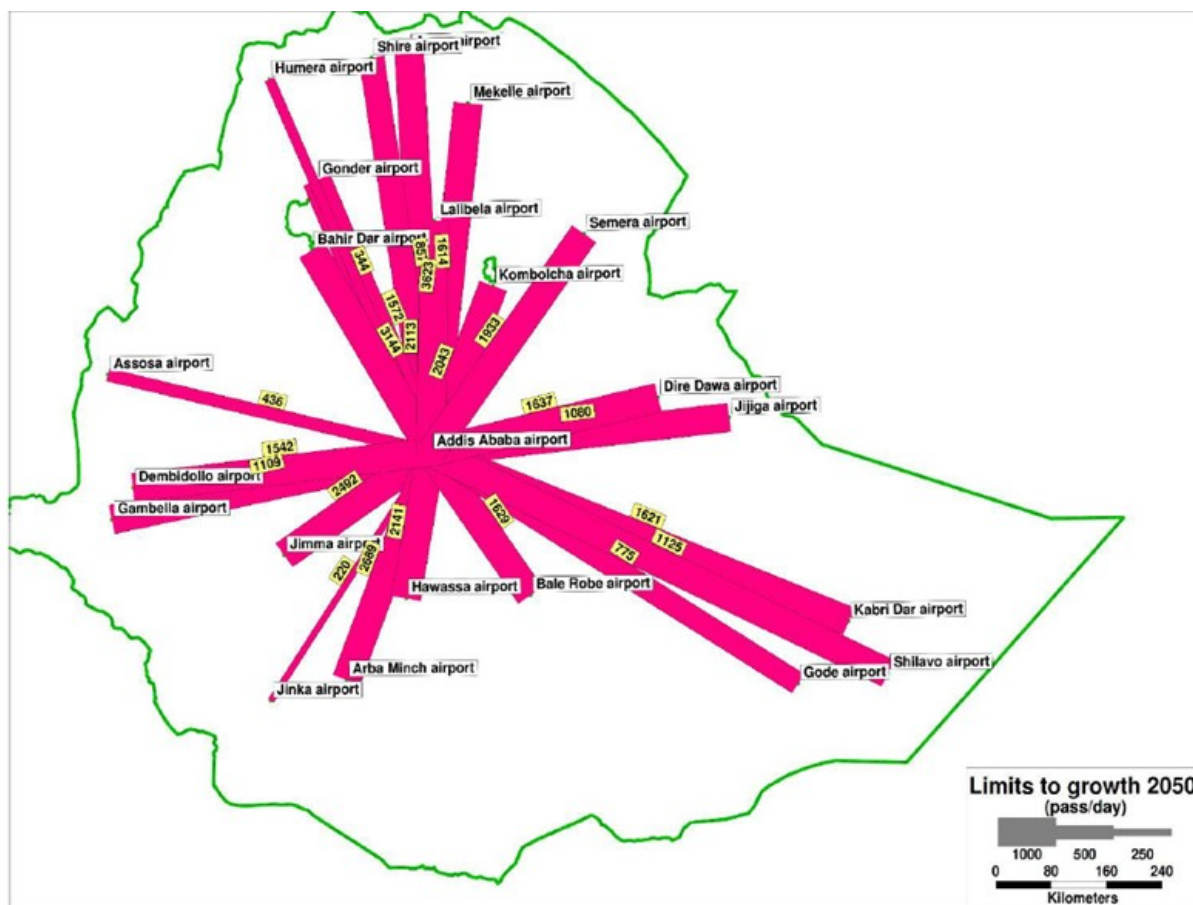 Shire airport
airport
Humera airport
Mekelle airport
Gonder airport
Lalibela airport
Semera airport
Bahir Dar airport
Kombolcha airport
344
857
3623
1614
1572
3144
2113
2043
1933
Assosa airport
436
Dire Dawa airport
1637
1080
Jijiga airport
Addis Ababa airport
1542
1109
Dembidollo airport
Gambella airport
2492
1629
1621
1125
775
2141
2689
220
Jimma airport
Hawassa airport
Bale Robe airport
Kabri Dar airport
Shilavo airport
Gode airport
Arba Minch airport
Jinka airport
Limits to growth 2050
(pass/day)
1000 500 250
0 80 160 240
Kilometers